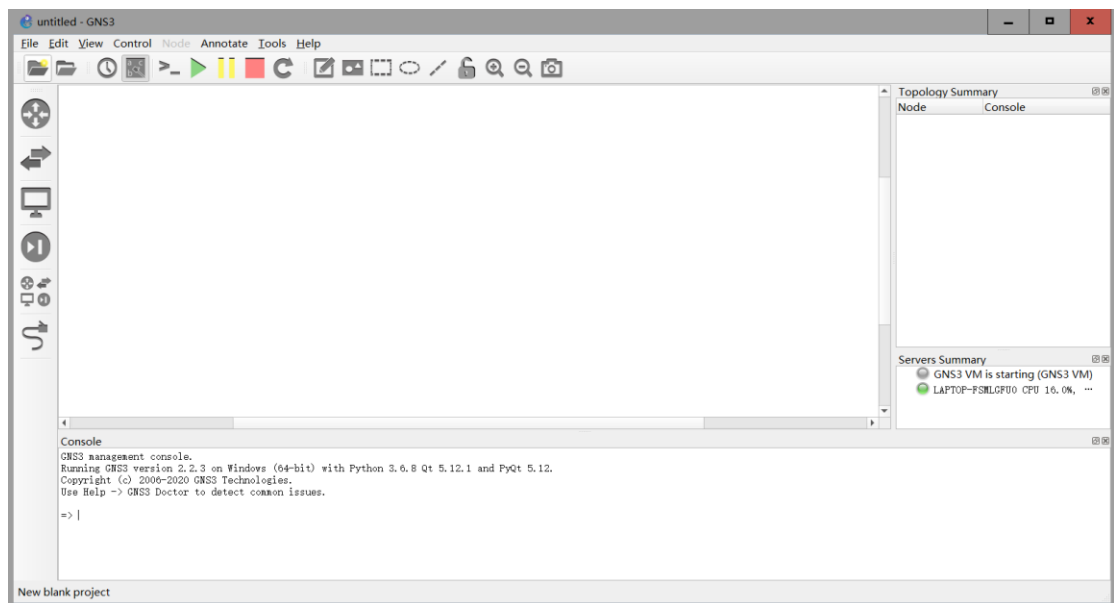 untitled - GNS3
File Edit View Control Node Annotate Tools Help
Topology Summary
Node Console
Servers Summary
GNS3 VM is starting (GNS3 VM)
LAPTOP-FSMLGFU0 CPU 16.0%, ...
Console
GNS3 management console.
Running GNS3 version 2.2.3 on Windows (64-bit) with Python 3.6.8 Qt 5.12.1 and PyQt 5.12.
Copyright (c) 2006-2020 GNS3 Technologies.
Use Help -> GNS3 Doctor to detect common issues.
=>
New blank project